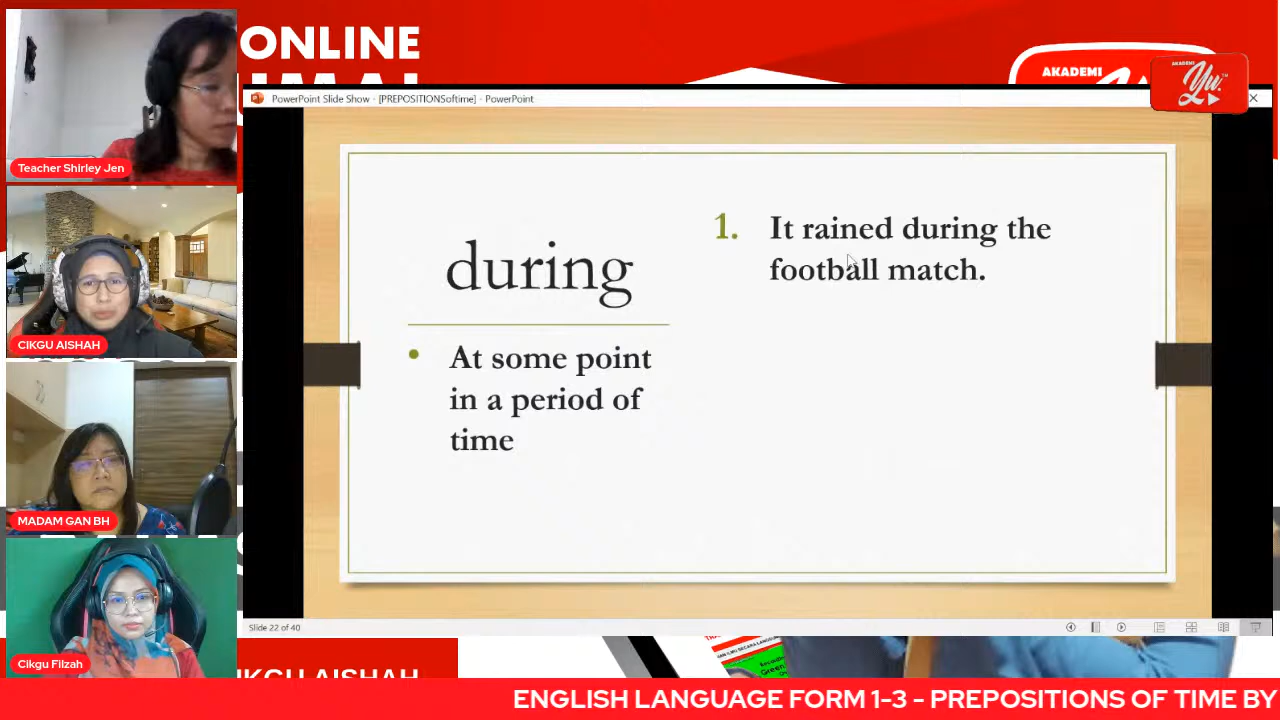 ONLINE
AKADEMI
AKADEMI
Yu.
PowerPoint Slide Show - [PREPOSITIONSoftime] - PowerPoint
Teacher Shirley Jen
CIKGU AISHAH
MADAM GAN BH
Cikgu Filzah
during
• At some point
in a period of
time
1. It rained during the
football match.
Slide 22 of 40
ENGLISH LANGUAGE FORM 1-3 - PREPOSITIONS OF TIME BY